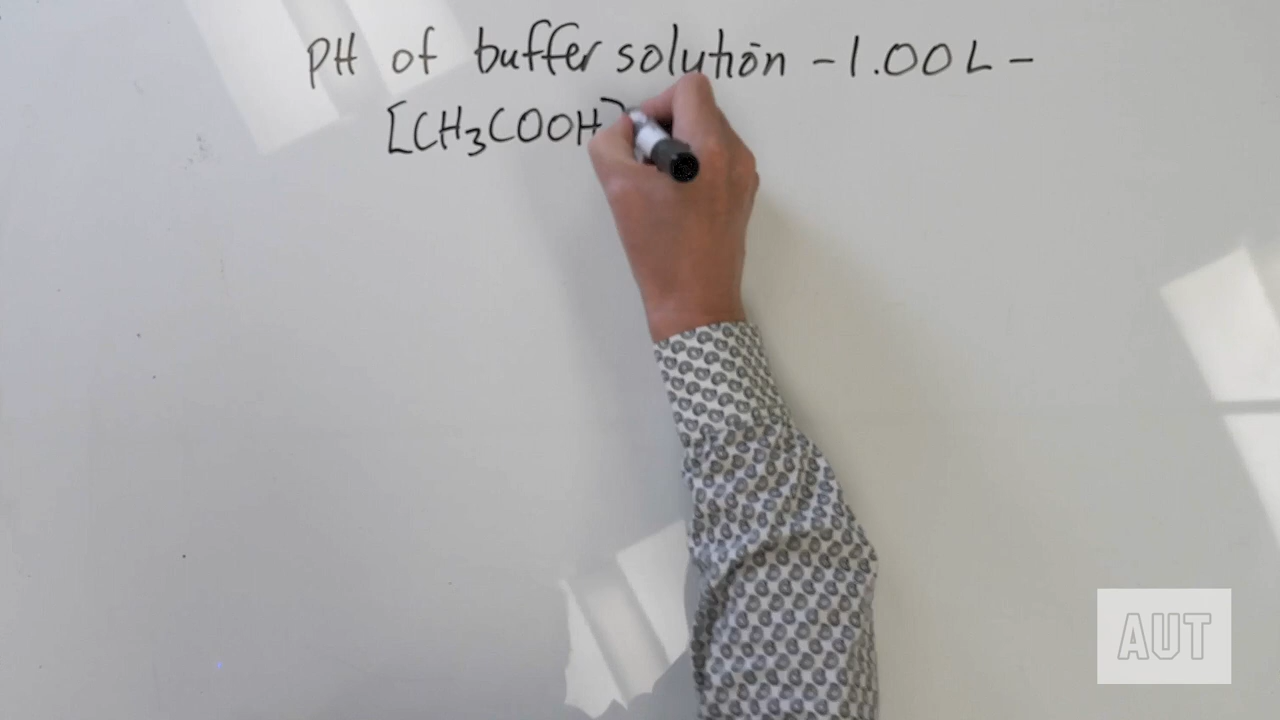 pH of buffer solution - 1.00 L -
[CH₃COOH]
AUT